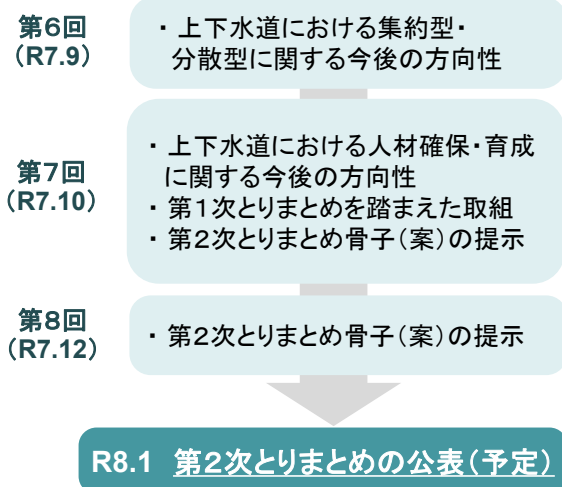 第6回
(R7.9)
・上下水道における集約型・
分散型に関する今後の方向性
第7回
(R7.10)
・上下水道における人材確保・育成
に関する今後の方向性
・第1次とりまとめを踏まえた取組
・第2次とりまとめ骨子(案)の提示
第8回
(R7.12)
・第2次とりまとめ骨子(案)の提示
R8.1 第2次とりまとめの公表(予定)